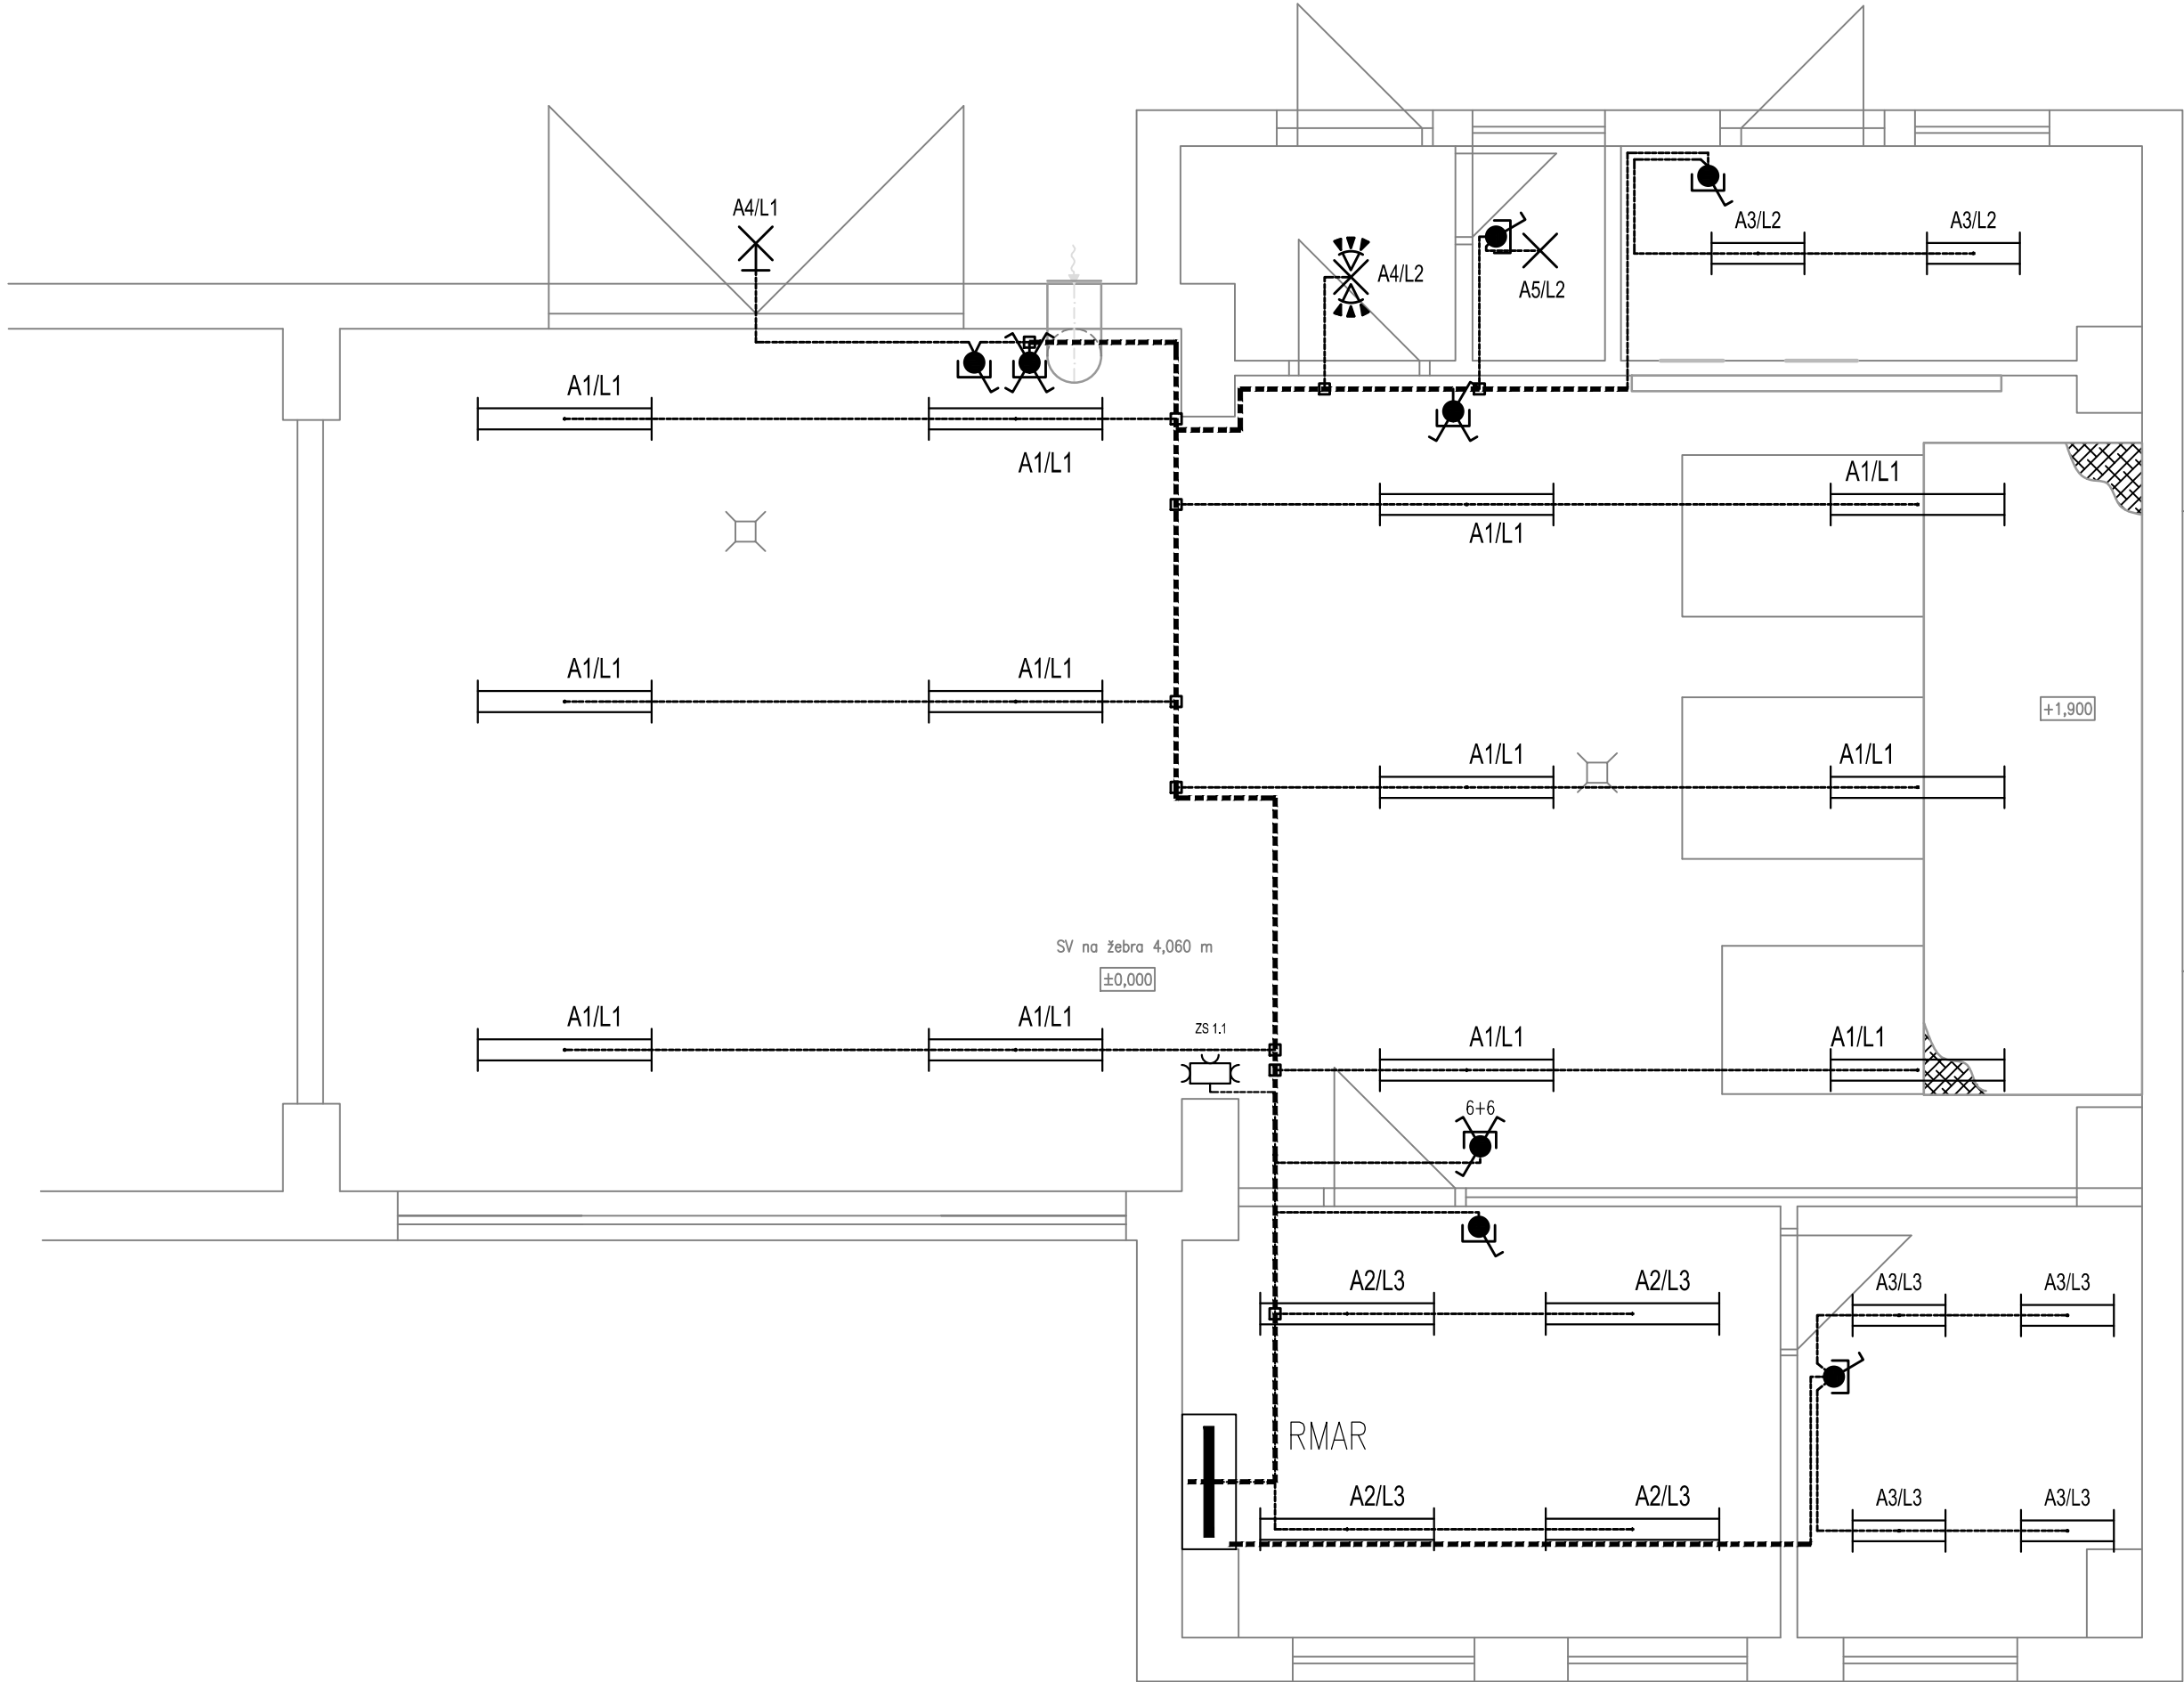 A4/L1
A3/L2
A3/L2
A4/L2
A5/L2
A1/L1
A1/L1
A1/L1
A1/L1
A1/L1
A1/L1
A1/L1
A1/L1
+1,900
SV na žebra 4,060 m
±0,000
A1/L1
A1/L1
ZS 1.1
A1/L1
A1/L1
6+6
A2/L3
A2/L3
A3/L3
A3/L3
RMAR
A2/L3
A2/L3
A3/L3
A3/L3